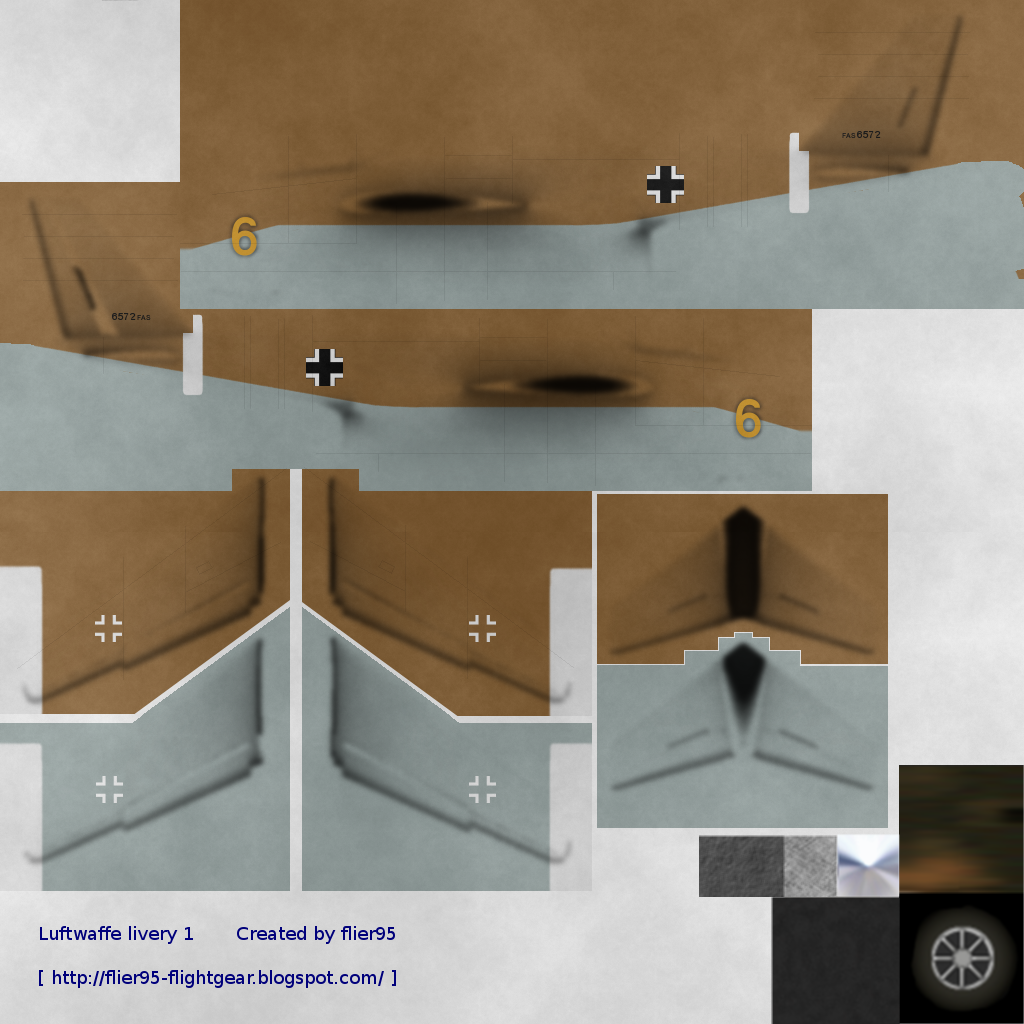 FAS6572
6
6572FAS
6
Luftwaffe livery 1 Created by flier95
[ http://flier95-flightgear.blogspot.com/ ]